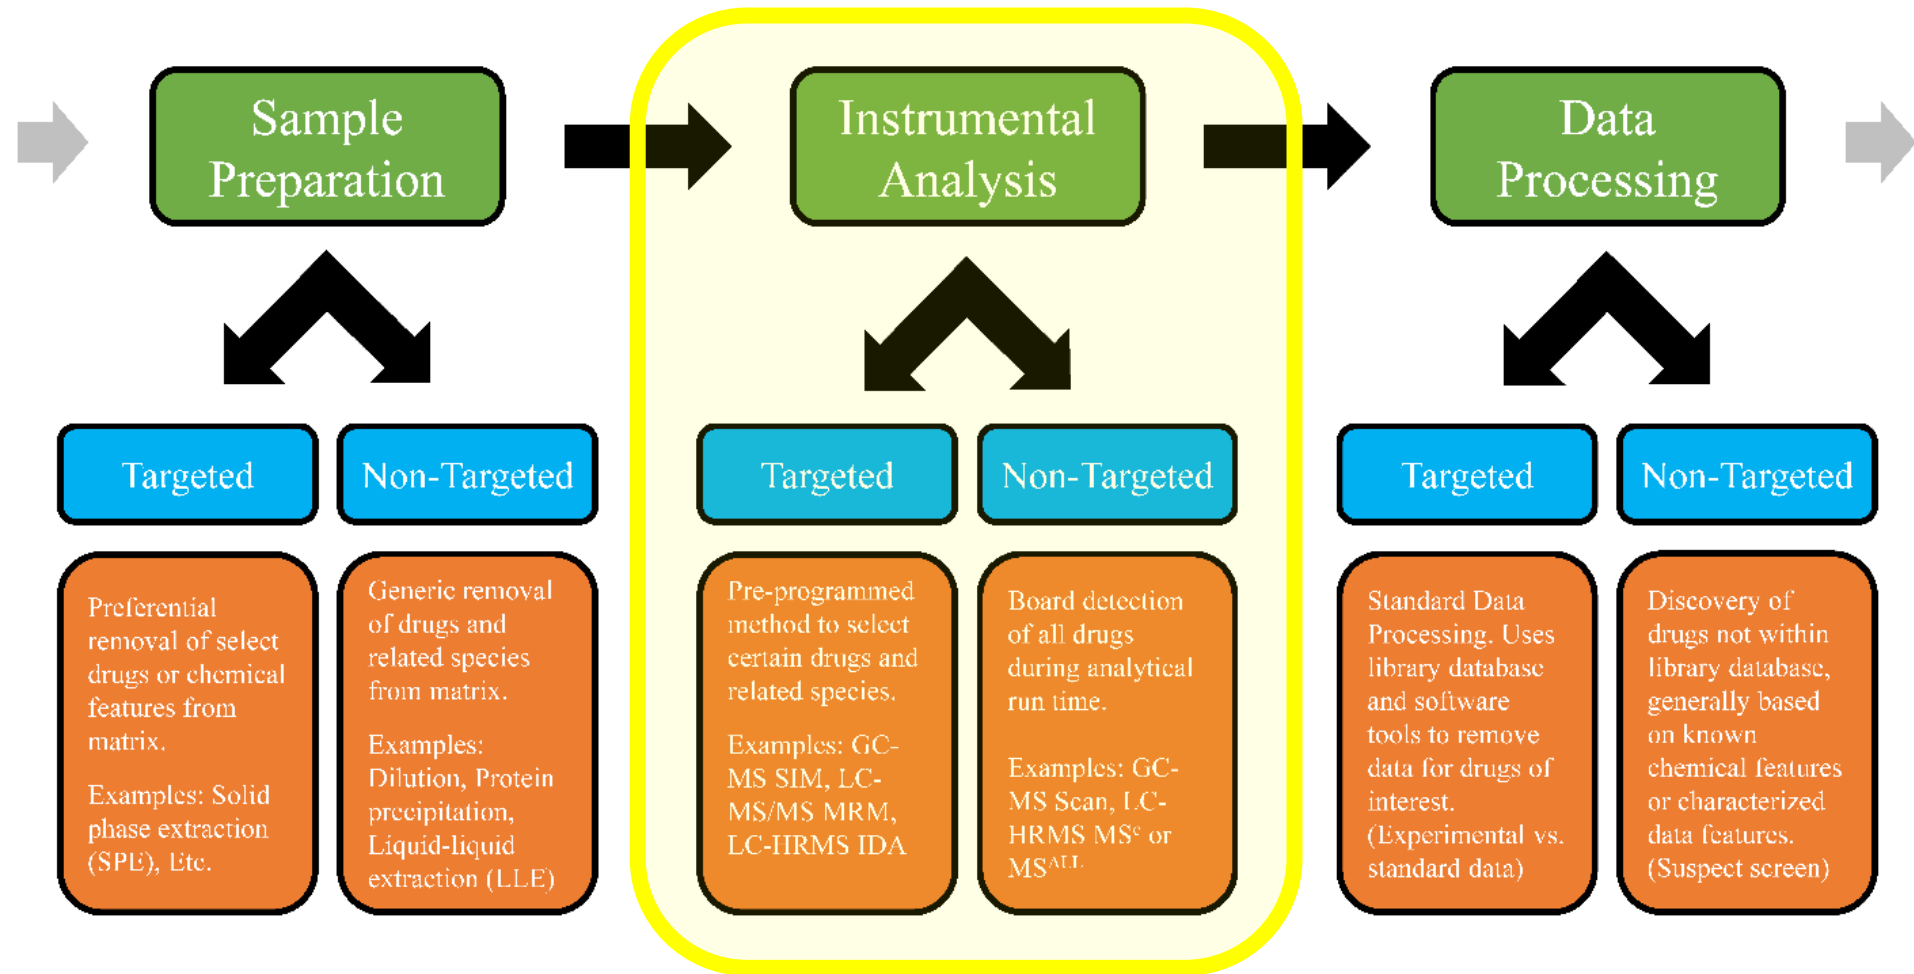 Sample
Preparation
Instrumental
Analysis
Data
Processing
Targeted
Non-Targeted
Targeted
Non-Targeted
Targeted
Non-Targeted
Preferential
removal of select
drugs or chemical
features from
matrix.
Examples: Solid
phase extraction
(SPE), Etc.
Generic removal
of drugs and
related species
from matrix.
Examples:
Dilution, Protein
precipitation,
Liquid-liquid
extraction (LLE)
Pre-programmed
method to select
certain drugs and
related species.
Examples: GC-
MS SIM, LC-
MS/MS MRM,
LC-HRMS IDA
Board detection
of all drugs
during analytical
run time.
Examples: GC-
MS Scan, LC-
HRMS MSᵉ or
MSᴬᴸᴸ
Standard Data
Processing. Uses
library database
and software
tools to remove
data for drugs of
interest.
(Experimental vs.
standard data)
Discovery of
drugs not within
library database,
generally based
on known
chemical features
or characterized
data features.
(Suspect screen)